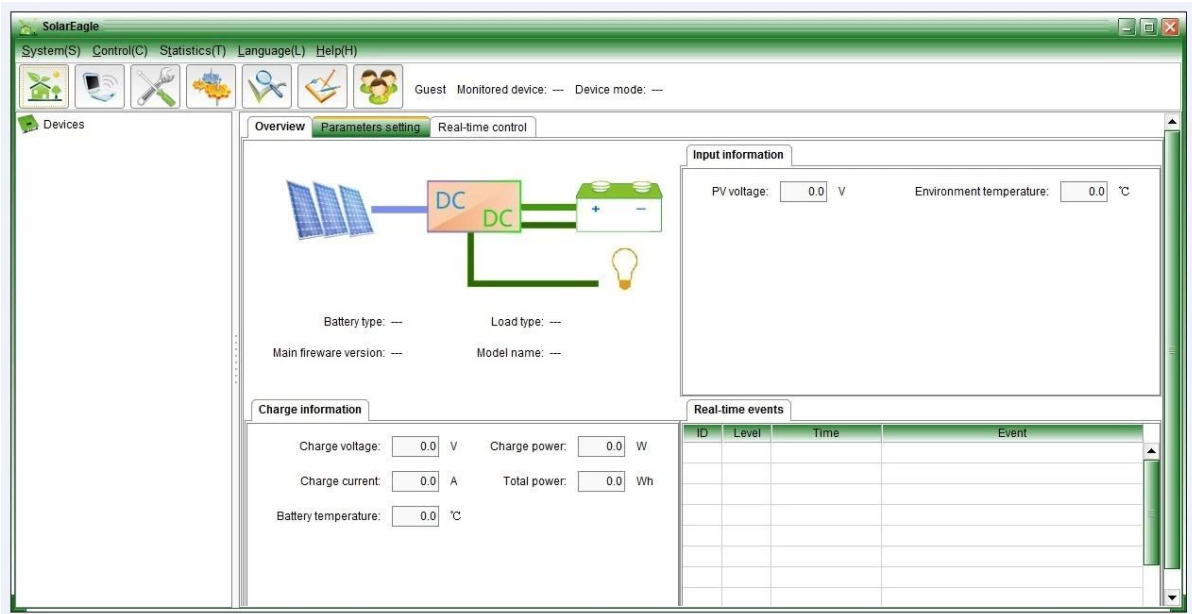 SolarEagle
System(S) Control(C) Statistics(T) Language(L) Help(H)
Guest Monitored device: --- Device mode: ---
Devices
Overview Parameters setting Real-time control
DC
DC
+ -
Battery type: --- Load type: ---
Main fireware version: --- Model name: ---
Input information
PV voltage: 0.0 V Environment temperature: 0.0 ℃
Charge information
Charge voltage: 0.0 V Charge power: 0.0 W
Charge current: 0.0 A Total power: 0.0 Wh
Battery temperature: 0.0 ℃
Real-time events
ID Level Time Event